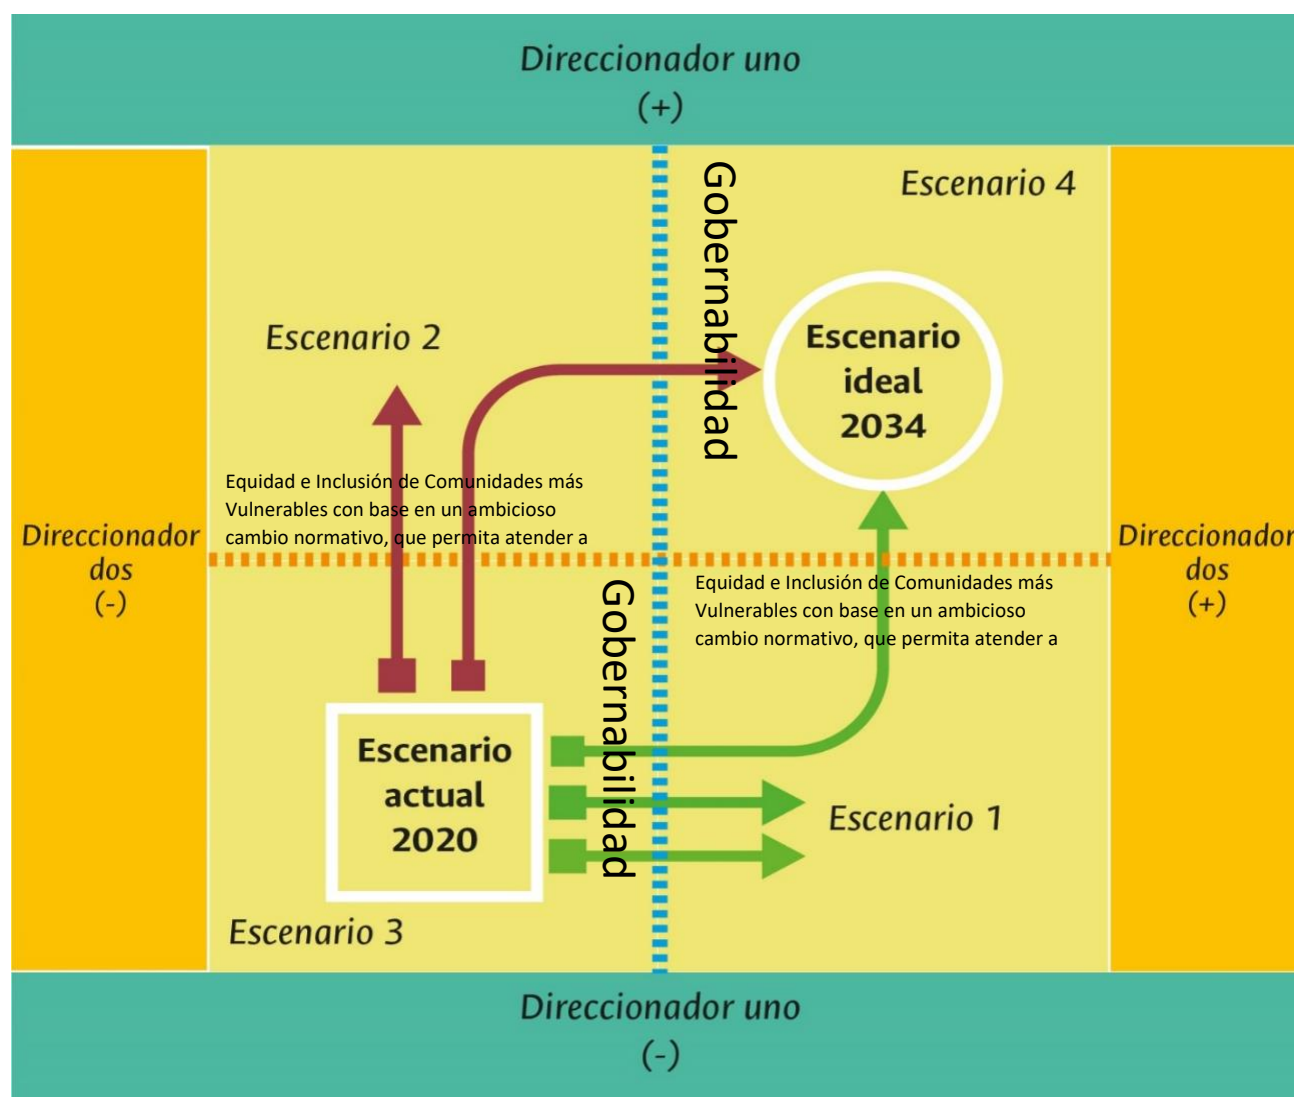 Direccionador uno
(+)
Gobernabilidad
Escenario 4
Escenario 2
Escenario
ideal
2034
Equidad e Inclusión de Comunidades más
Vulnerables con base en un ambicioso
cambio normativo, que permita atender a
Direccionador
dos
(-)
Direccionador
dos
(+)
Gobernabilidad
Equidad e Inclusión de Comunidades más
Vulnerables con base en un ambicioso
cambio normativo, que permita atender a
Escenario
actual
2020
Escenario 1
Escenario 3
Direccionador uno
(-)